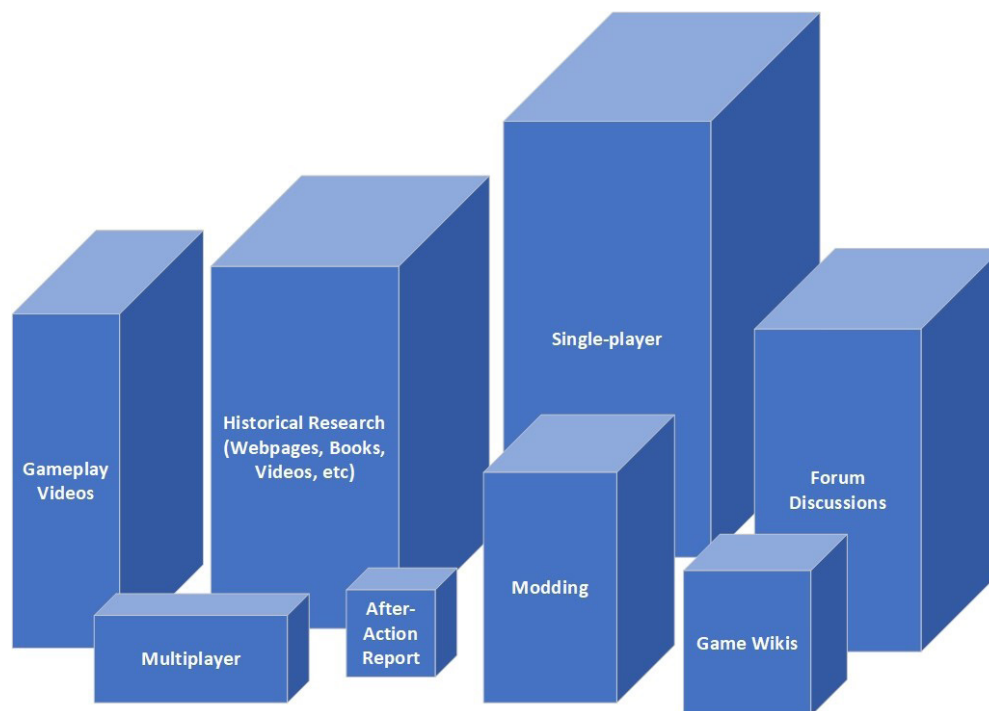 Single-player
Historical Research
(Webpages, Books,
Videos, etc)
Gameplay
Videos
Forum
Discussions
Modding
After-
Action
Report
Multiplayer
Game Wikis